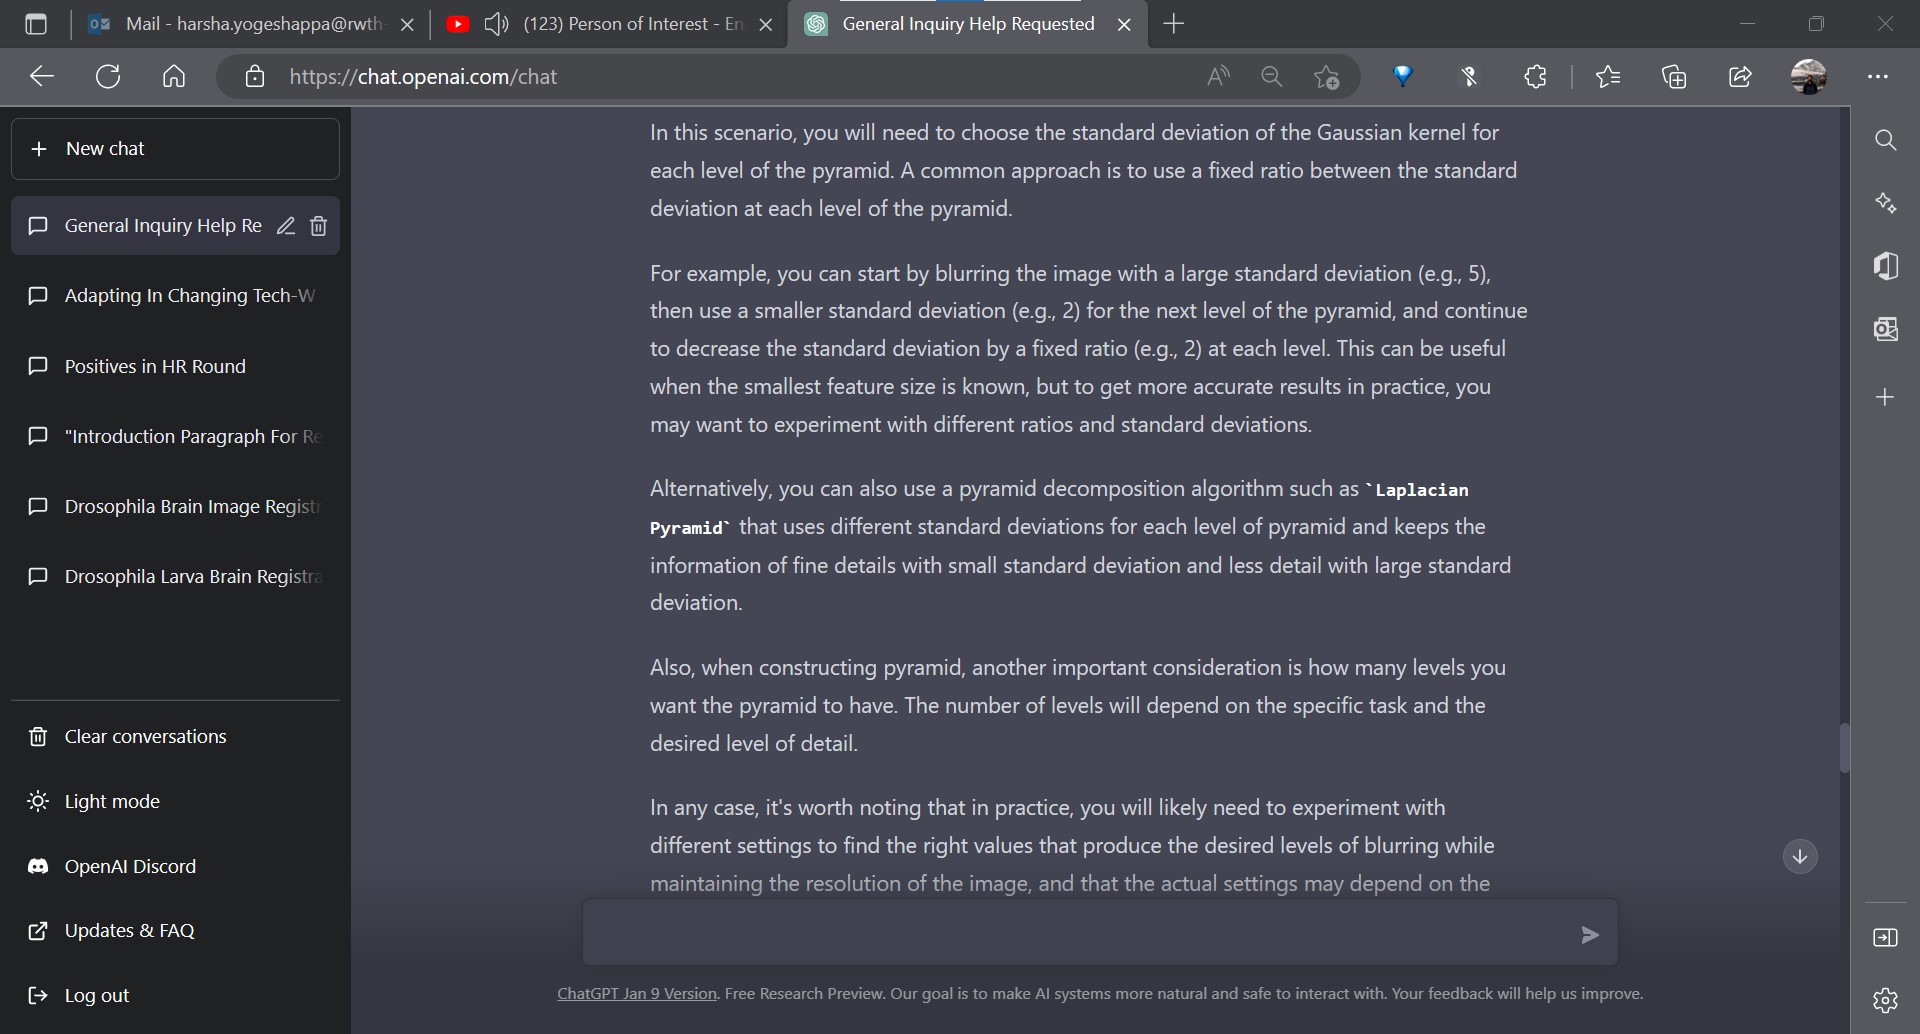 Mail - harsha.yogeshappa@rwth-
(123) Person of Interest - En
General Inquiry Help Requested
https://chat.openai.com/chat
New chat
General Inquiry Help Re
Adapting In Changing Tech-W
Positives in HR Round
"Introduction Paragraph For Re
Drosophila Brain Image Registr
Drosophila Larva Brain Registra
Clear conversations
Light mode
OpenAI Discord
Updates & FAQ
Log out
In this scenario, you will need to choose the standard deviation of the Gaussian kernel for
each level of the pyramid. A common approach is to use a fixed ratio between the standard
deviation at each level of the pyramid.
For example, you can start by blurring the image with a large standard deviation (e.g., 5),
then use a smaller standard deviation (e.g., 2) for the next level of the pyramid, and continue
to decrease the standard deviation by a fixed ratio (e.g., 2) at each level. This can be useful
when the smallest feature size is known, but to get more accurate results in practice, you
may want to experiment with different ratios and standard deviations.
Alternatively, you can also use a pyramid decomposition algorithm such as `Laplacian
Pyramid` that uses different standard deviations for each level of pyramid and keeps the
information of fine details with small standard deviation and less detail with large standard
deviation.
Also, when constructing pyramid, another important consideration is how many levels you
want the pyramid to have. The number of levels will depend on the specific task and the
desired level of detail.
In any case, it's worth noting that in practice, you will likely need to experiment with
different settings to find the right values that produce the desired levels of blurring while
maintaining the resolution of the image, and that the actual settings may depend on the
ChatGPT Jan 9 Version. Free Research Preview. Our goal is to make AI systems more natural and safe to interact with. Your feedback will help us improve.